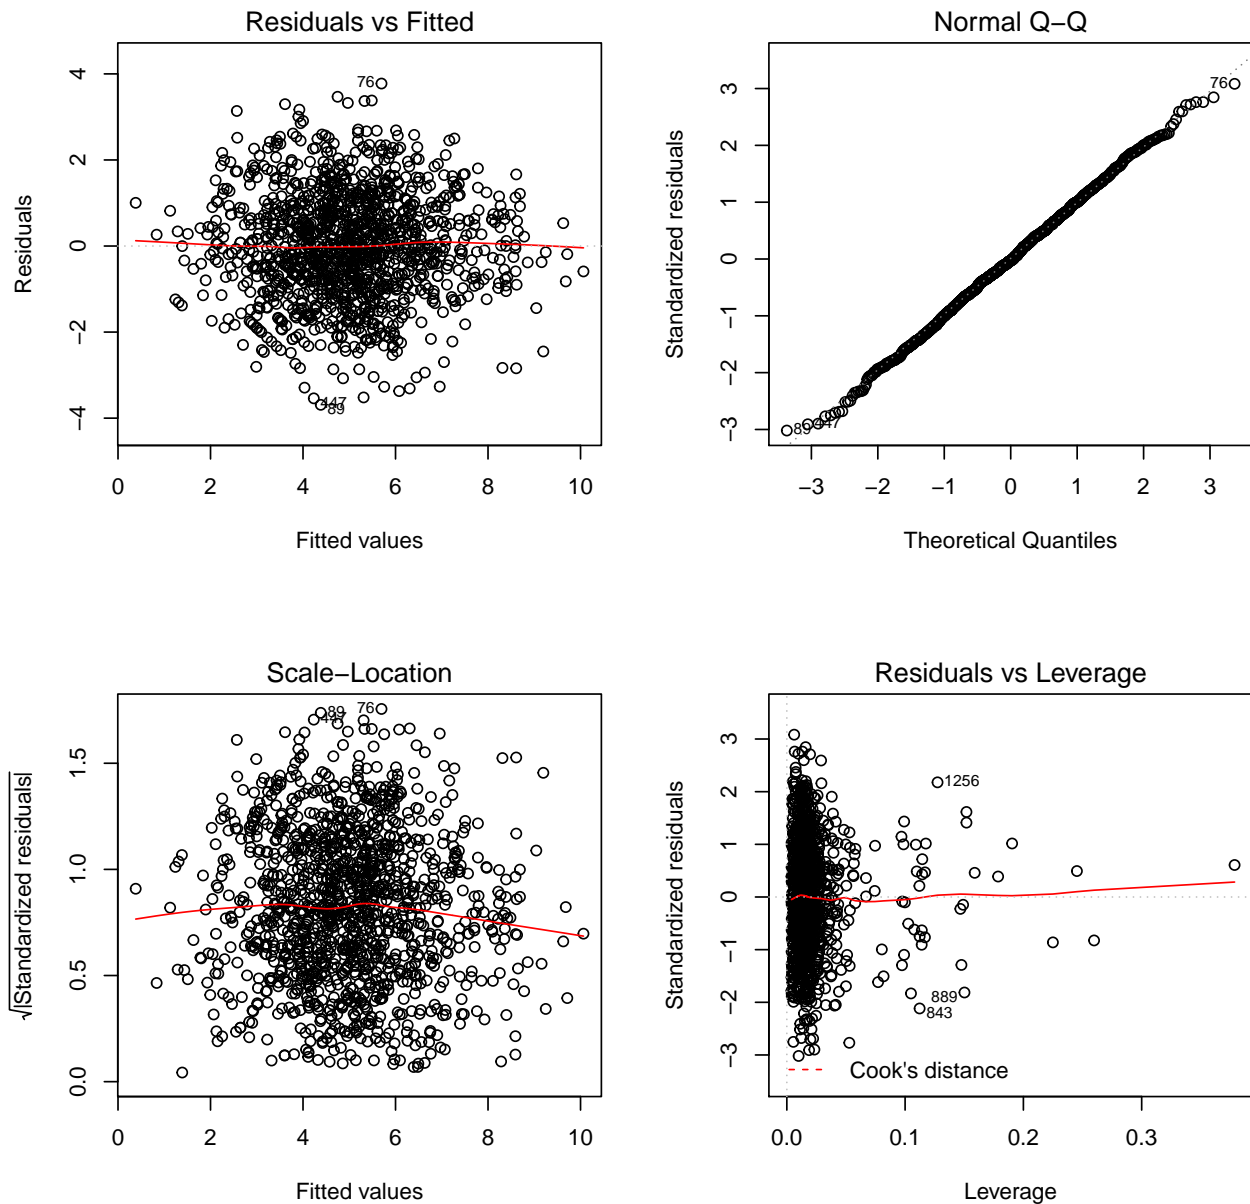 Residuals vs Fitted
Residuals
4
2
0
−2
−4
76
447
89
0 2 4 6 8 10
Fitted values
Normal Q−Q
Standardized residuals
3
2
1
0
−1
−2
−3
76
89
447
−3 −2 −1 0 1 2 3
Theoretical Quantiles
Scale−Location
√|Standardized residuals|
1.5
1.0
0.5
0.0
89
447
76
0 2 4 6 8 10
Fitted values
Residuals vs Leverage
Standardized residuals
3
2
1
0
−1
−2
−3
1256
889
843
Cook's distance
0.0 0.1 0.2 0.3
Leverage